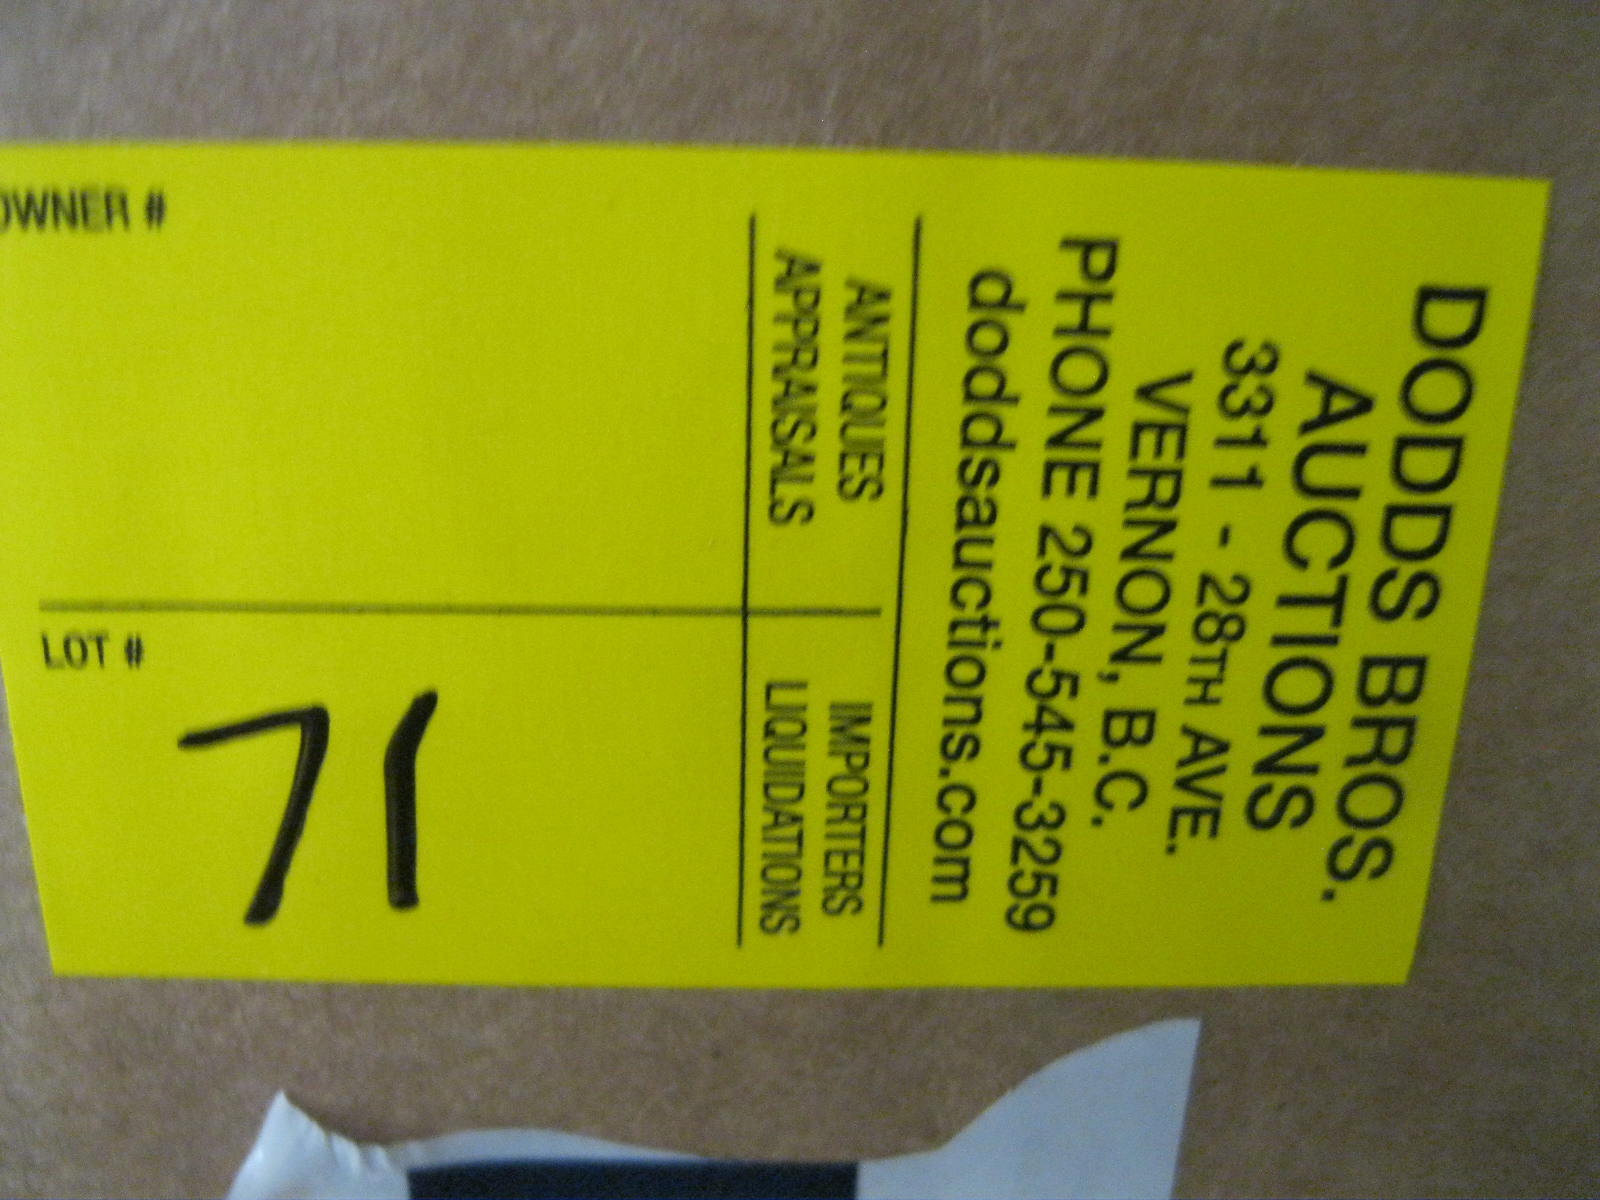 DODDS BROS.
AUCTIONS
3311 - 28TH AVE.
VERNON, B.C.
PHONE 250-545-3259
doddsauctions.com
ANTIQUES
APPRAISALS
IMPORTERS
LIQUIDATIONS
OWNER #
LOT #
71